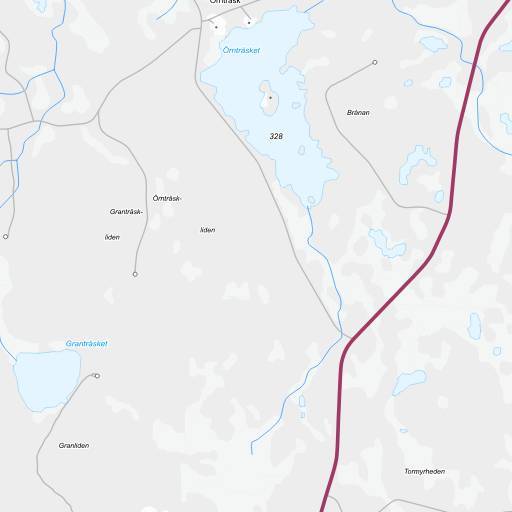 Örnträsk
Örnträsket
Brånan
328
Örnträsk-
liden
Granträsk-
liden
Granträsket
Granliden
Tormyrheden